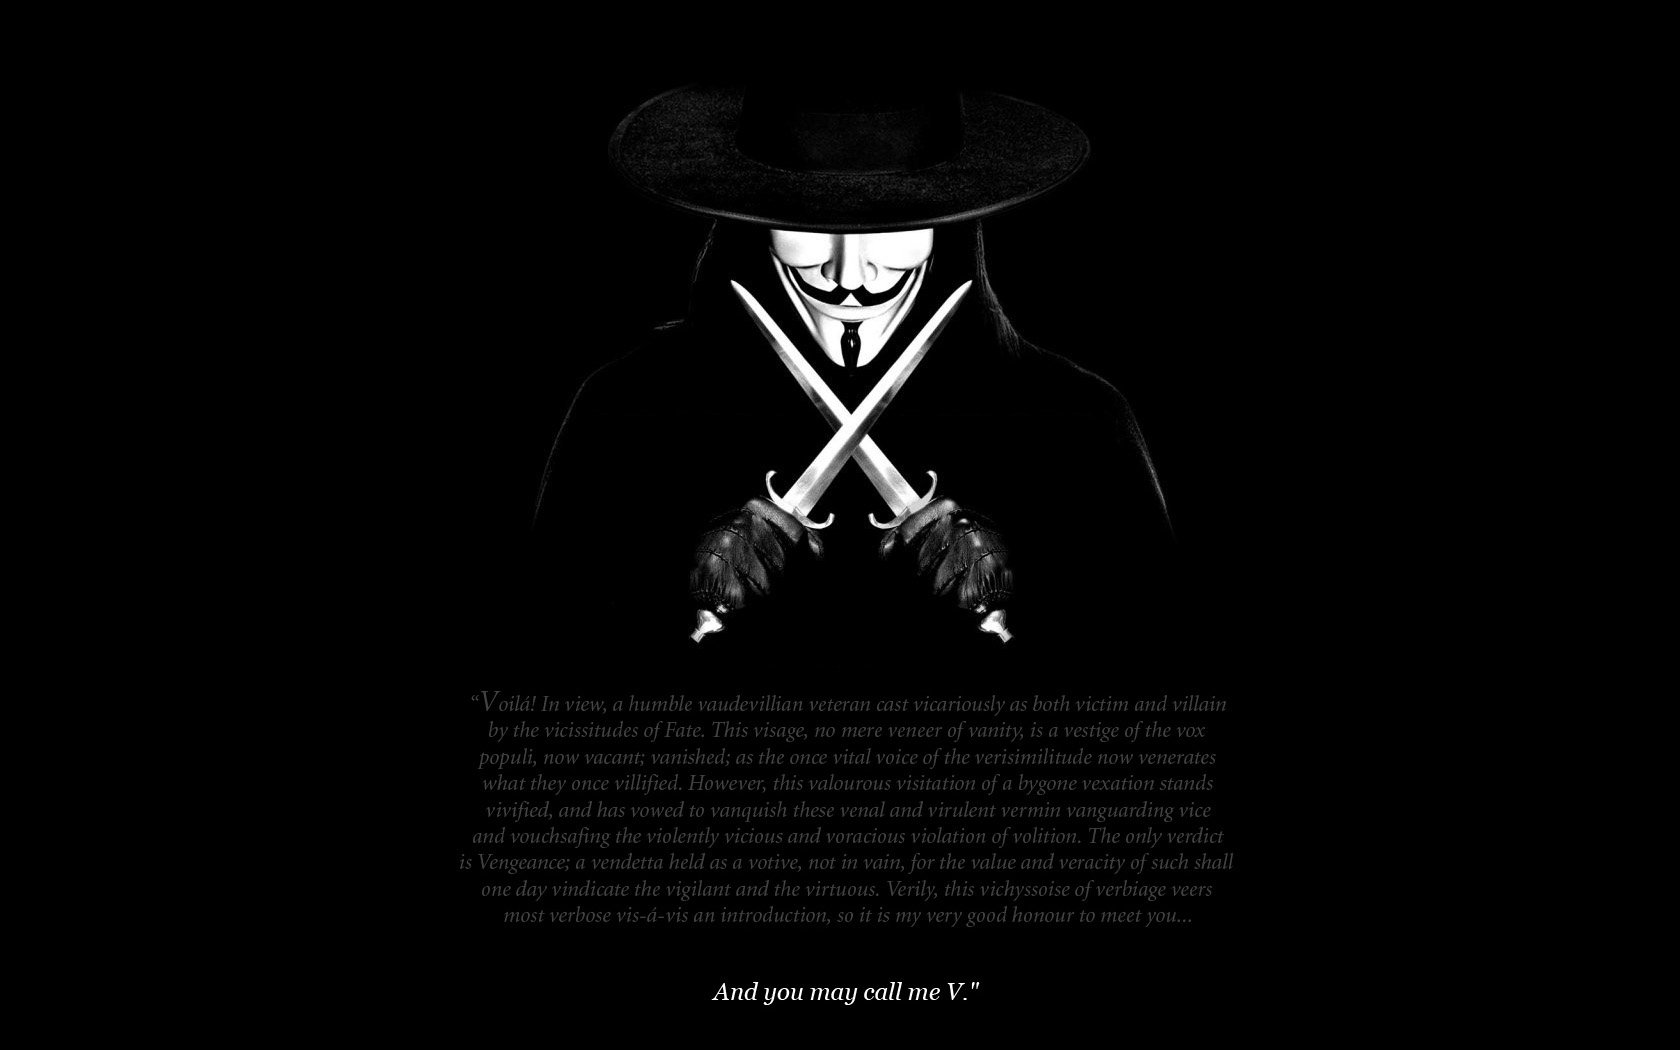 “Voilá! In view, a humble vaudevillian veteran cast vicariously as both victim and villain
by the vicissitudes of Fate. This visage, no mere veneer of vanity, is a vestige of the vox
populi, now vacant; vanished; as the once vital voice of the verisimilitude now venerates
what they once villified. However, this valourous visitation of a bygone vexation stands
vivified, and has vowed to vanquish these venal and virulent vermin vanguarding vice
and vouchsafing the violently vicious and voracious violation of volition. The only verdict
is Vengeance; a vendetta held as a votive, not in vain, for the value and veracity of such shall
one day vindicate the vigilant and the virtuous. Verily, this vichyssoise of verbiage veers
most verbose vis-á-vis an introduction, so it is my very good honour to meet you...
And you may call me V."